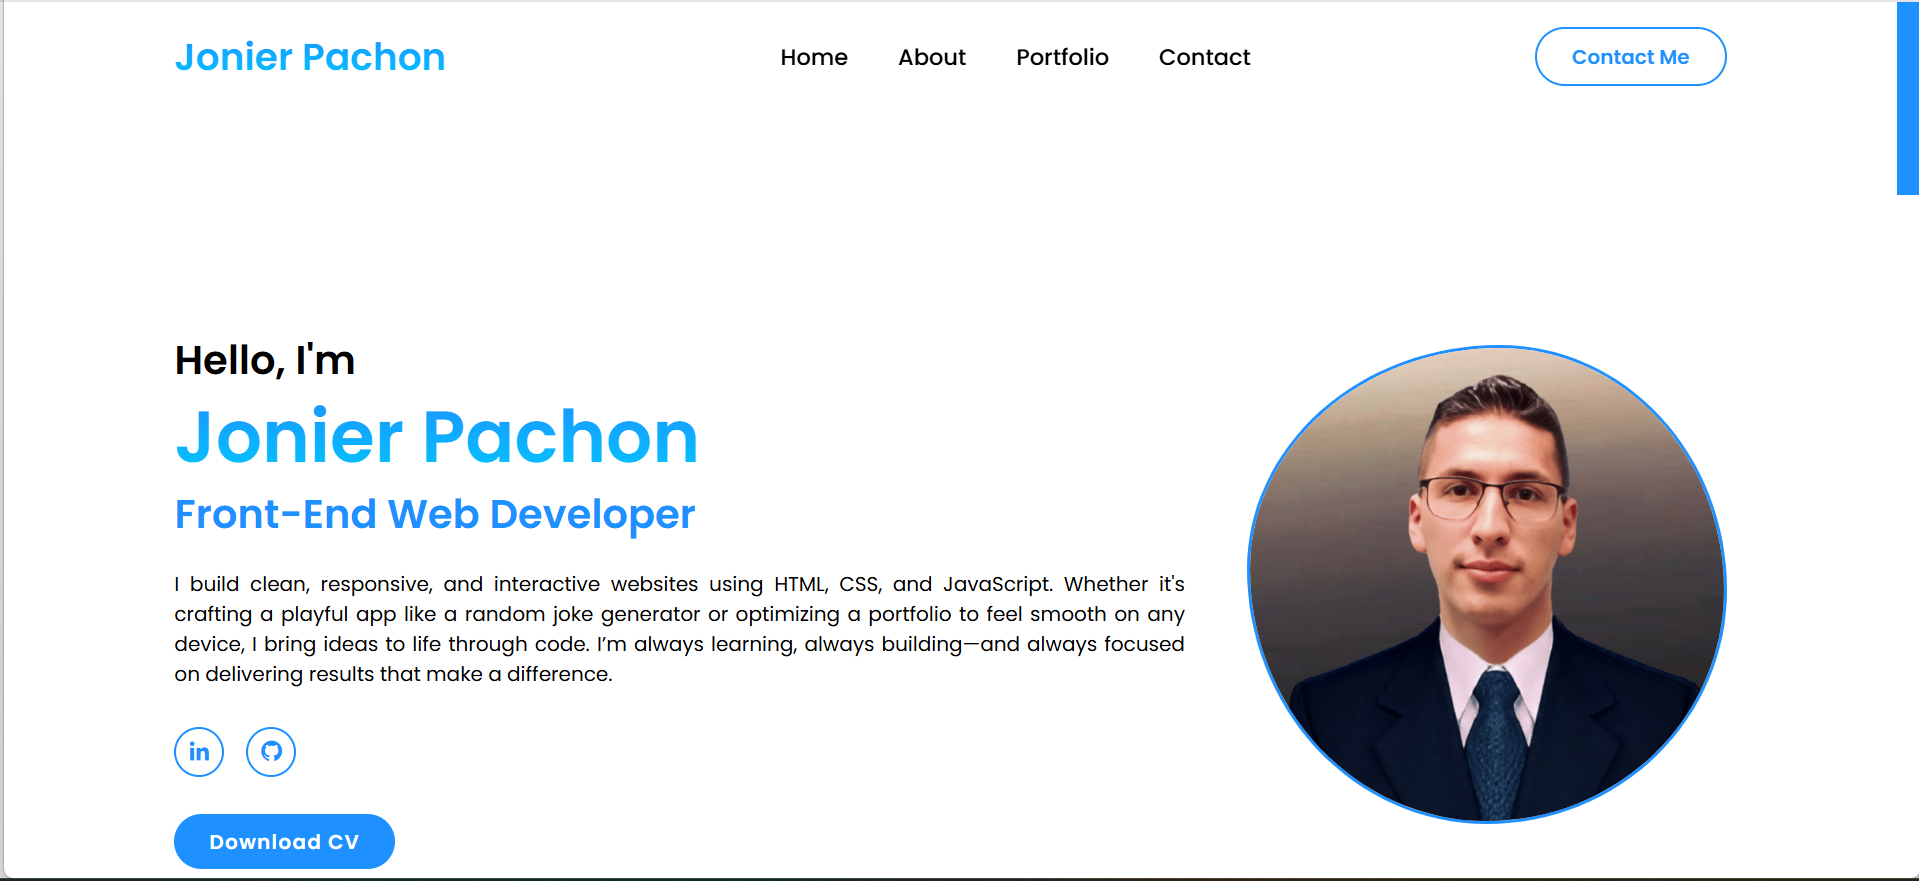 Jonier Pachon
Home About Portfolio Contact
Contact Me
Hello, I'm
Jonier Pachon
Front-End Web Developer
I build clean, responsive, and interactive websites using HTML, CSS, and JavaScript. Whether it's
crafting a playful app like a random joke generator or optimizing a portfolio to feel smooth on any
device, I bring ideas to life through code. I’m always learning, always building—and always focused
on delivering results that make a difference.
in
Download CV